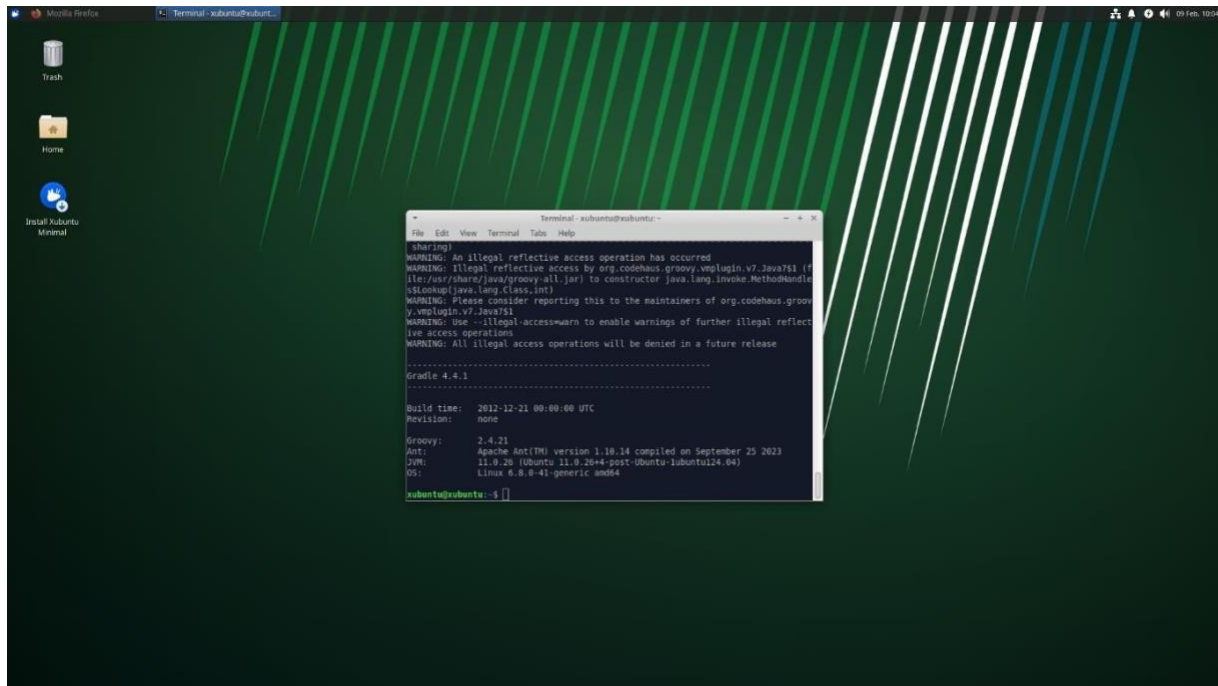 Mozilla Firefox
Terminal - xubuntu@xubunt...
09 Feb, 10:04
Trash
Home
Install Xubuntu
Minimal
Terminal - xubuntu@xubuntu: ~
File Edit View Terminal Tabs Help
sharing)
WARNING: An illegal reflective access operation has occurred
WARNING: Illegal reflective access by org.codehaus.groovy.vmplugin.v7.Java7$1 (f
ile:/usr/share/java/groovy-all.jar) to constructor java.lang.invoke.MethodHandle
s$Lookup(java.lang.Class,int)
WARNING: Please consider reporting this to the maintainers of org.codehaus.groov
y.vmplugin.v7.Java7$1
WARNING: Use --illegal-access=warn to enable warnings of further illegal reflect
ive access operations
WARNING: All illegal access operations will be denied in a future release
------------------------------------------------------------
Gradle 4.4.1
------------------------------------------------------------
Build time: 2012-12-21 00:00:00 UTC
Revision: none
Groovy: 2.4.21
Ant: Apache Ant(TM) version 1.10.14 compiled on September 25 2023
JVM: 11.0.26 (Ubuntu 11.0.26+4-post-Ubuntu-1ubuntu124.04)
OS: Linux 6.8.0-41-generic amd64
xubuntu@xubuntu:~$